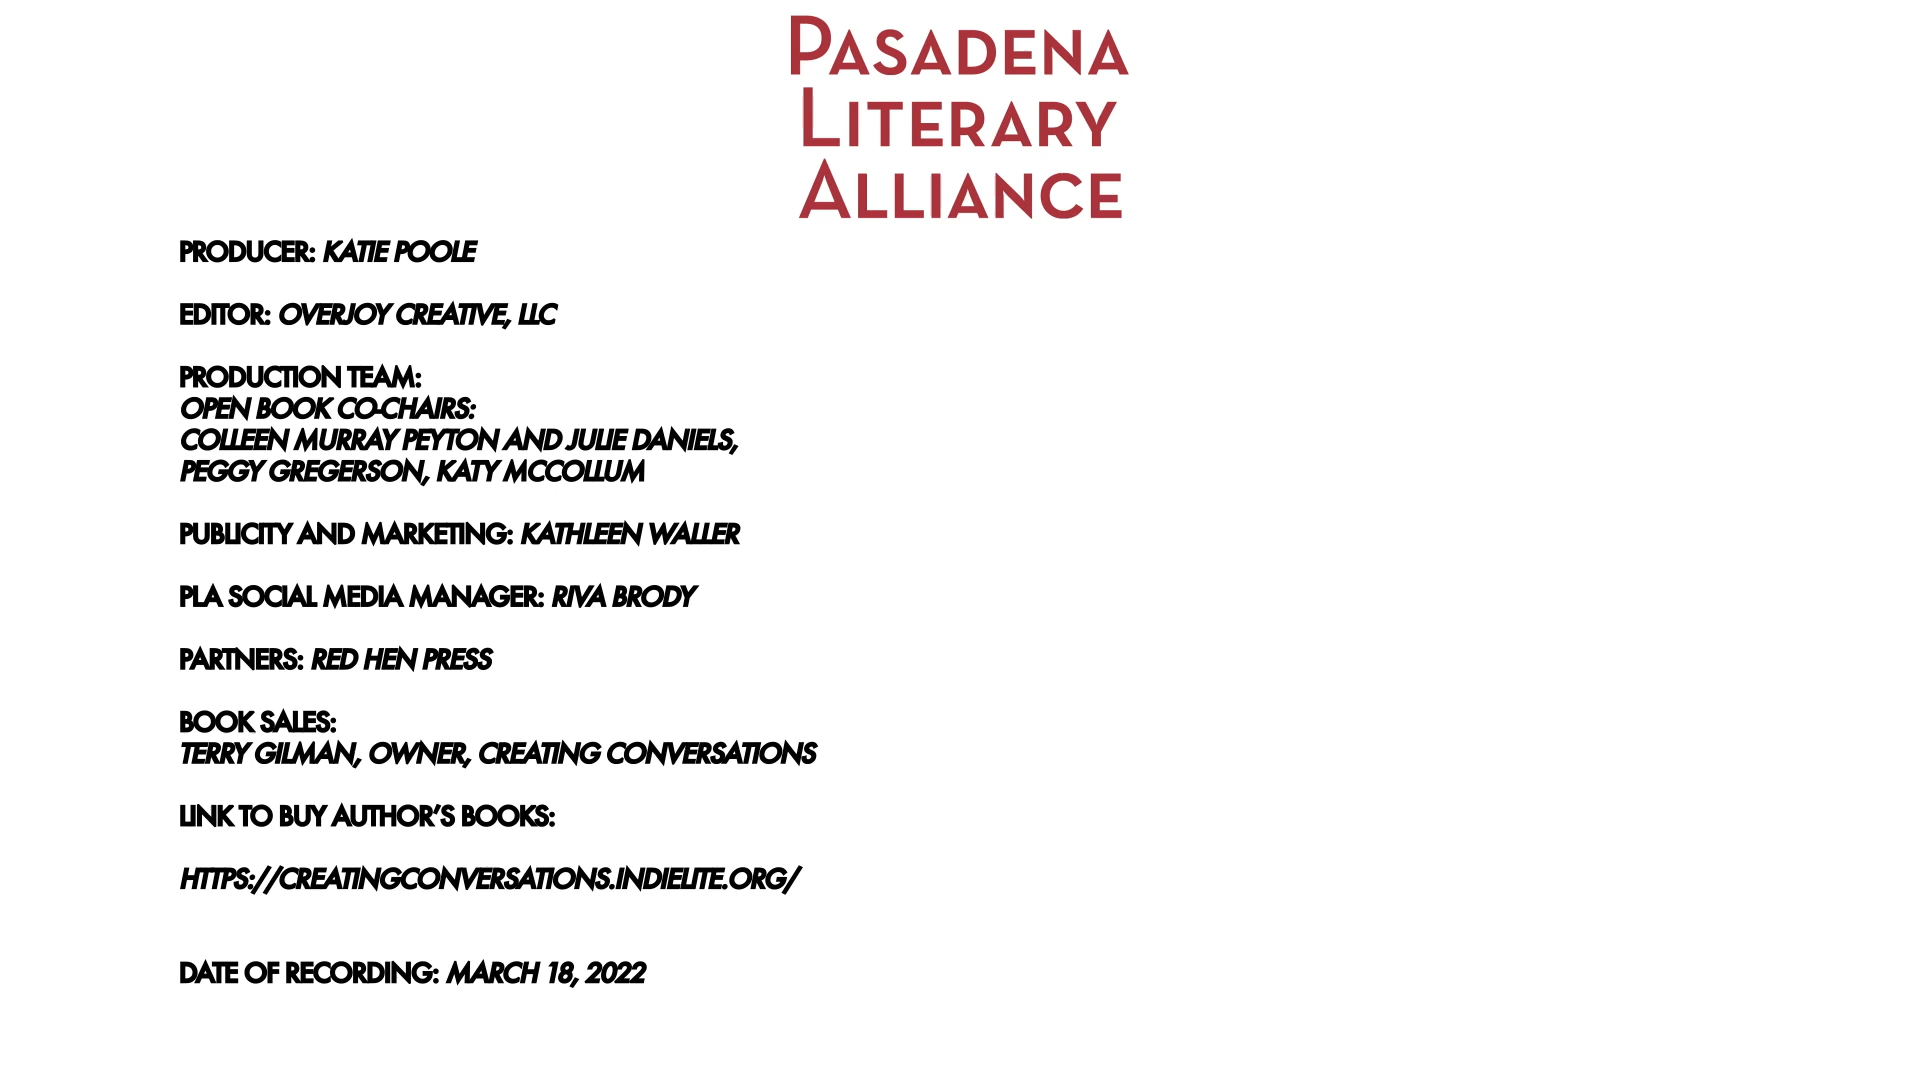 PASADENA
LITERARY
ALLIANCE
PRODUCER: KATIE POOLE
EDITOR: OVERJOY CREATIVE, LLC
PRODUCTION TEAM:
OPEN BOOK CO-CHAIRS:
COLLEEN MURRAY PEYTON AND JULIE DANIELS,
PEGGY GREGERSON, KATY MCCOLLUM
PUBLICITY AND MARKETING: KATHLEEN WALLER
PLA SOCIAL MEDIA MANAGER: RIVA BRODY
PARTNERS: RED HEN PRESS
BOOK SALES:
TERRY GILMAN, OWNER, CREATING CONVERSATIONS
LINK TO BUY AUTHOR’S BOOKS:
HTTPS://CREATINGCONVERSATIONS.INDIELITE.ORG/
DATE OF RECORDING: MARCH 18, 2022